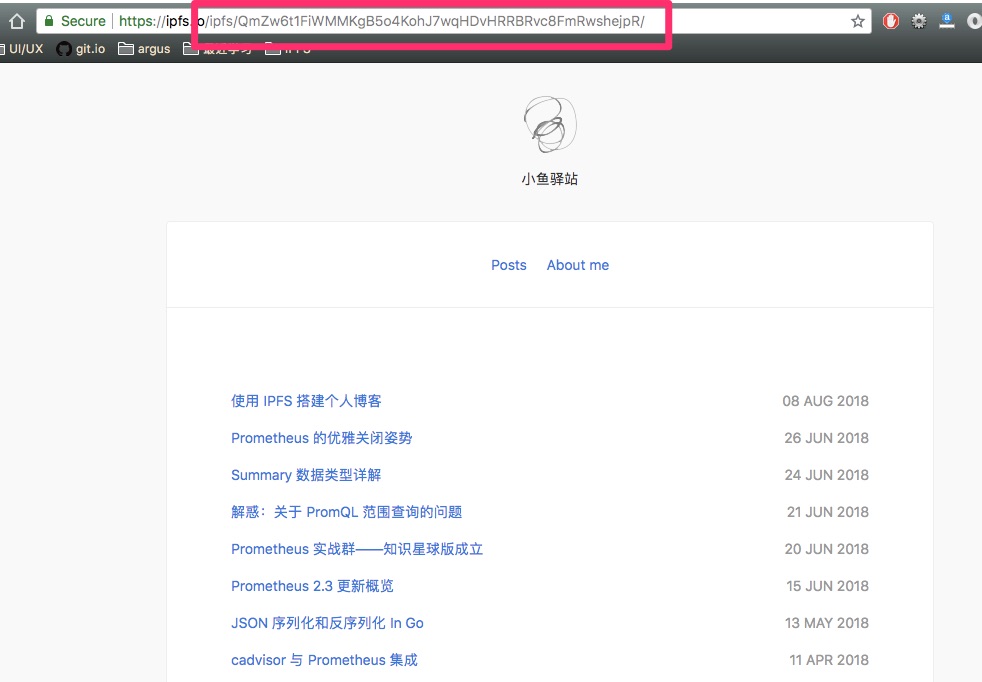 Secure https://ipfs.io/ipfs/QmZw6t1FiWMMKgB5o4KohJ7wqHDvHRRBRvc8FmRwshejpR/
UI/UX git.io argus 最近学习 IPFS
小鱼驿站
Posts About me
使用 IPFS 搭建个人博客 08 AUG 2018
Prometheus 的优雅关闭姿势 26 JUN 2018
Summary 数据类型详解 24 JUN 2018
解惑：关于 PromQL 范围查询的问题 21 JUN 2018
Prometheus 实战群——知识星球版成立 20 JUN 2018
Prometheus 2.3 更新概览 15 JUN 2018
JSON 序列化和反序列化 In Go 13 MAY 2018
cadvisor 与 Prometheus 集成 11 APR 2018